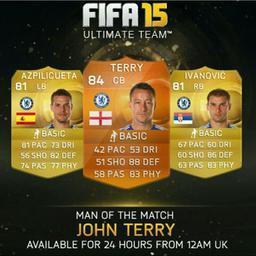 FIFA 15
ULTIMATE TEAM™
AZPILICUETA
81 LB
BASIC
81 PAC 73 DRI
56 SHO 82 DEF
74 PAS 77 PHY
TERRY
84 CB
BASIC
42 PAC 53 DRI
51 SHO 88 DEF
58 PAS 83 PHY
IVANOVIC
81 RB
BASIC
67 PAC 60 DRI
60 SHO 86 DEF
63 PAS 83 PHY
MAN OF THE MATCH
JOHN TERRY
AVAILABLE FOR 24 HOURS FROM 12AM UK